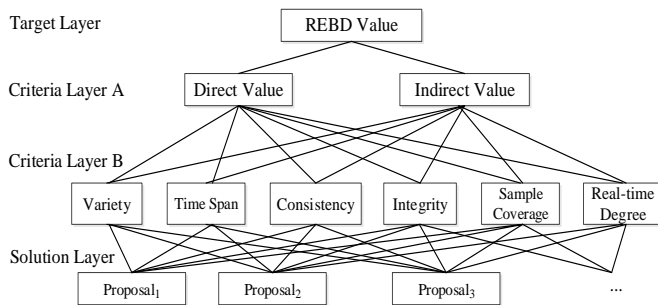 Target Layer
REBD Value
Criteria Layer A
Direct Value
Indirect Value
Criteria Layer B
Variety
Time Span
Consistency
Integrity
Sample
Coverage
Real-time
Degree
Solution Layer
Proposal₁
Proposal₂
Proposal₃
...